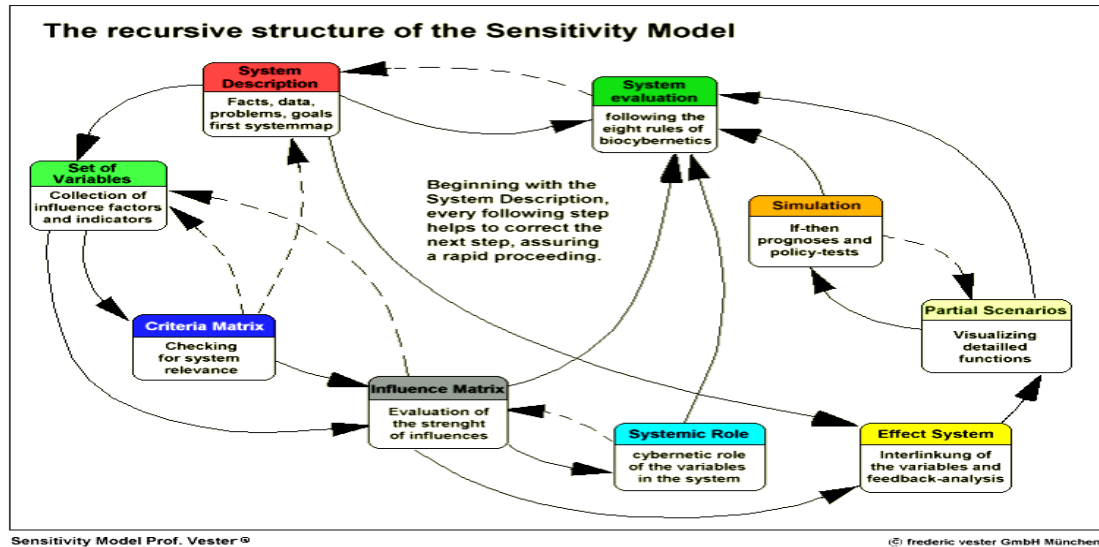 The recursive structure of the Sensitivity Model
System
Description
Facts, data,
problems, goals
first systemmap
System
evaluation
following the
eight rules of
biocybernetics
Set of
Variables
Collection of
influence factors
and indicators
Beginning with the
System Description,
every following step
helps to correct the
next step, assuring
a rapid proceeding.
Simulation
If-then
prognoses and
policy-tests
Criteria Matrix
Checking
for system
relevance
Partial Scenarios
Visualizing
detailled
functions
Influence Matrix
Evaluation of
the strenght
of influences
Systemic Role
cybernetic role
of the variables
in the system
Effect System
Interlinkung of
the variables and
feedback-analysis
Sensitivity Model Prof. Vester ®
© frederic vester GmbH München